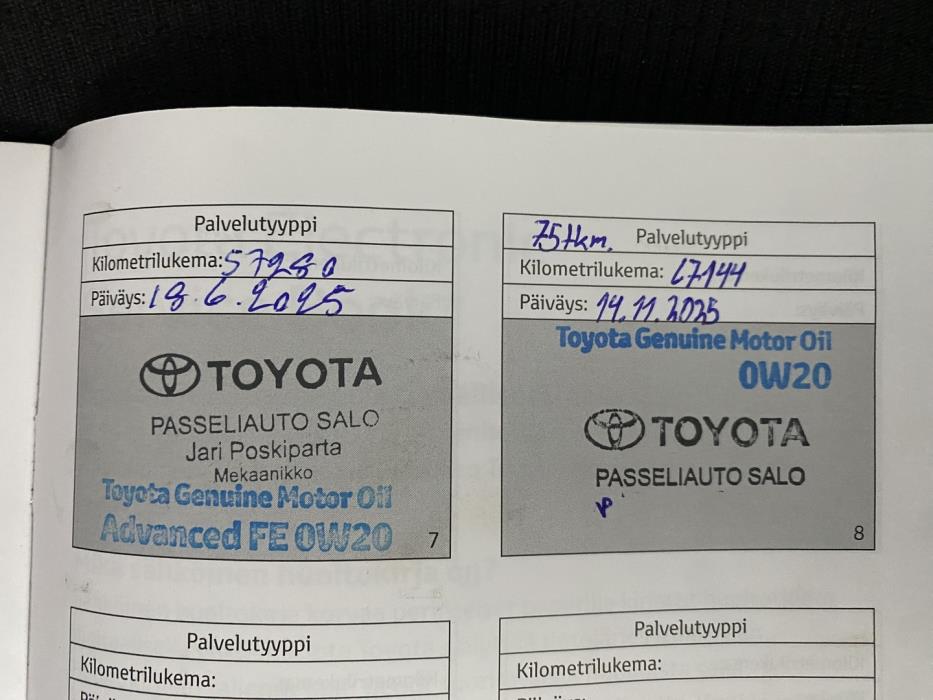 Palvelutyyppi
Kilometrilukema: 57280
Päiväys: 18.6.2025
TOYOTA
PASSELIAUTO SALO
Jari Poskiparta
Mekaanikko
Toyota Genuine Motor Oil
Advanced FE 0W20
7
75tkm. Palvelutyyppi
Kilometrilukema: 67144
Päiväys: 14.11.2025
Toyota Genuine Motor Oil
0W20
TOYOTA
PASSELIAUTO SALO
8
Palvelutyyppi
Kilometrilukema:
Palvelutyyppi
Kilometrilukema: